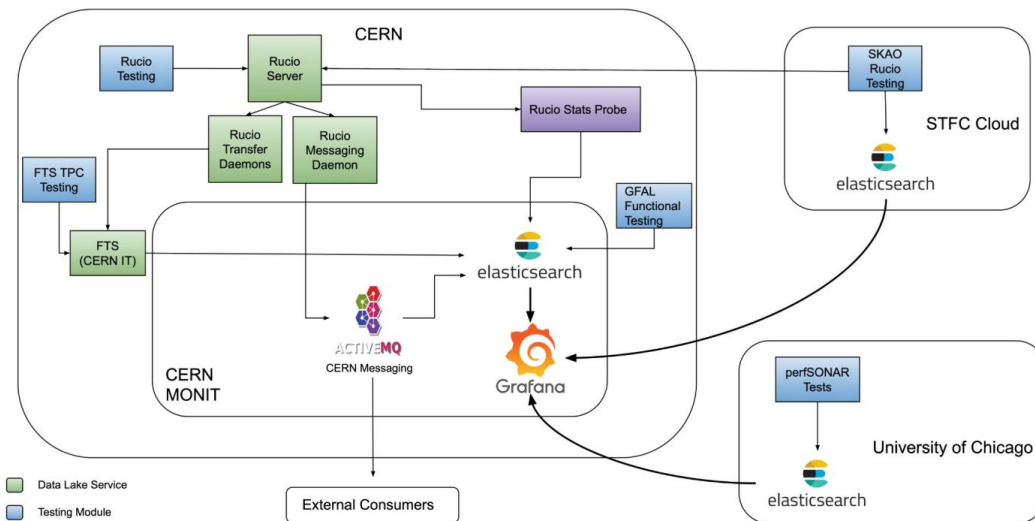 CERN
Rucio
Testing
Rucio
Server
SKAO
Rucio
Testing
Rucio Stats Probe
STFC Cloud
Rucio
Transfer
Daemons
Rucio
Messaging
Daemon
FTS TPC
Testing
elasticsearch
GFAL
Functional
Testing
FTS
(CERN IT)
elasticsearch
ACTIVEMQ
CERN Messaging
CERN
MONIT
Grafana
perfSONAR
Tests
University of Chicago
elasticsearch
Data Lake Service
Testing Module
External Consumers